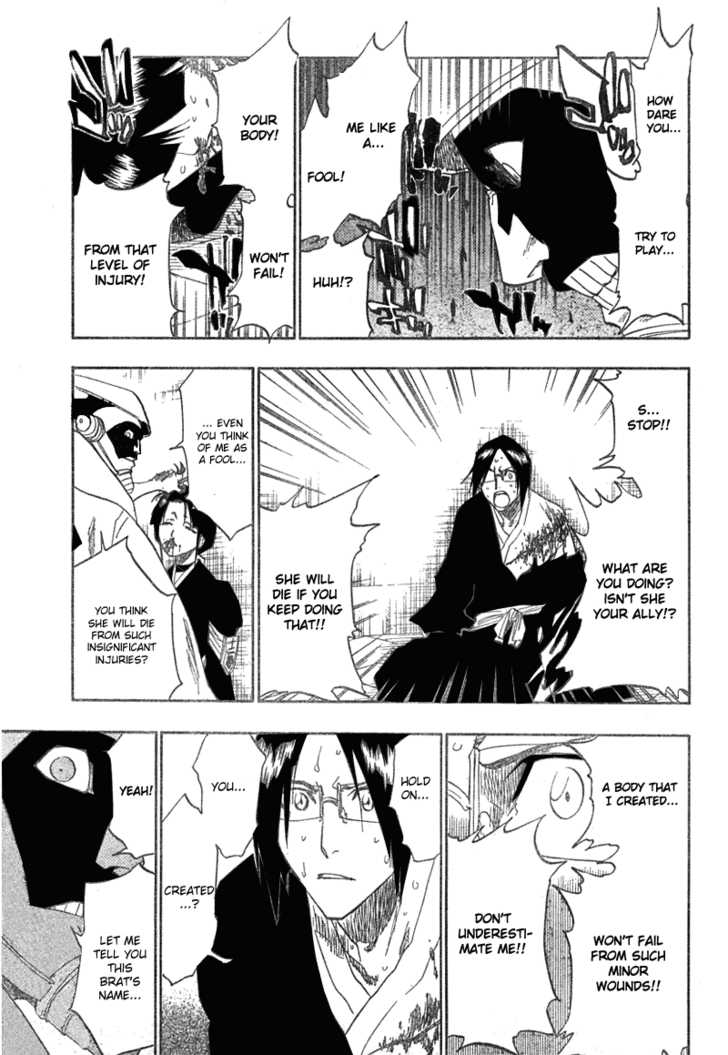 HOW
DARE
YOU...
TRY TO
PLAY...
ME LIKE
A...
FOOL!
HUH!?
YOUR
BODY!
WON'T
FAIL!
FROM THAT
LEVEL OF
INJURY!
S...
STOP!!
WHAT ARE
YOU DOING?
ISN'T SHE
YOUR ALLY!?
SHE WILL
DIE IF YOU
KEEP DOING
THAT!!
... EVEN
YOU THINK
OF ME AS
A FOOL...
YOU THINK
SHE WILL DIE
FROM SUCH
INSIGNIFICANT
INJURIES?
A BODY THAT
I CREATED...
WON'T FAIL
FROM SUCH
MINOR
WOUNDS!!
DON'T
UNDERESTI-
MATE ME!!
HOLD
ON...
YOU...
CREATED
...?
YEAH!
LET ME
TELL YOU
THIS
BRAT'S
NAME...